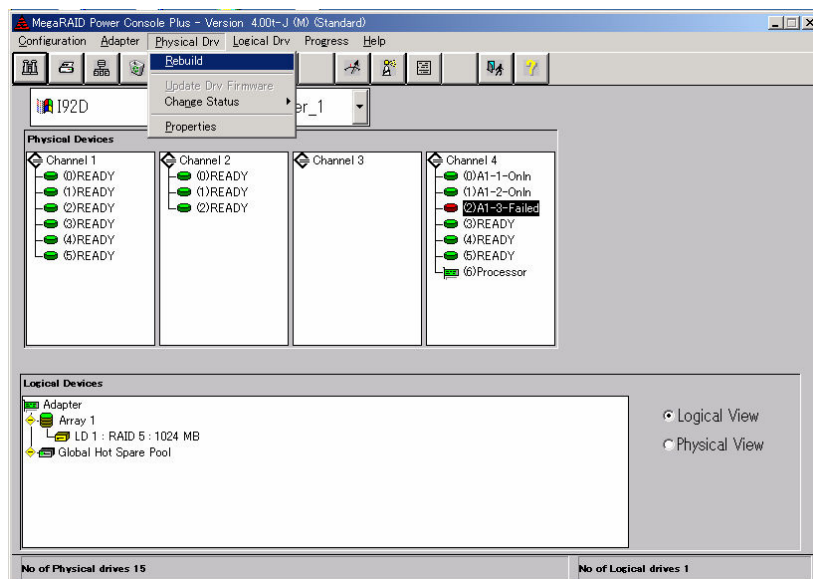 MegaRAID Power Console Plus - Version 4.00t-J (M) (Standard)
Configuration Adapter Physical Drv Logical Drv Progress Help
Rebuild
Update Drv Firmware
Change Status
Properties
I92D
er_1
Physical Devices
Channel 1
(0)READY
(1)READY
(2)READY
(3)READY
(4)READY
(5)READY
Channel 2
(0)READY
(1)READY
(2)READY
Channel 3
Channel 4
(0)A1-1-Onln
(1)A1-2-Onln
(2)A1-3-Failed
(3)READY
(4)READY
(5)READY
(6)Processor
Logical Devices
Adapter
Array 1
LD 1 : RAID 5 : 1024 MB
Global Hot Spare Pool
Logical View
Physical View
No of Physical drives 15
No of Logical drives 1